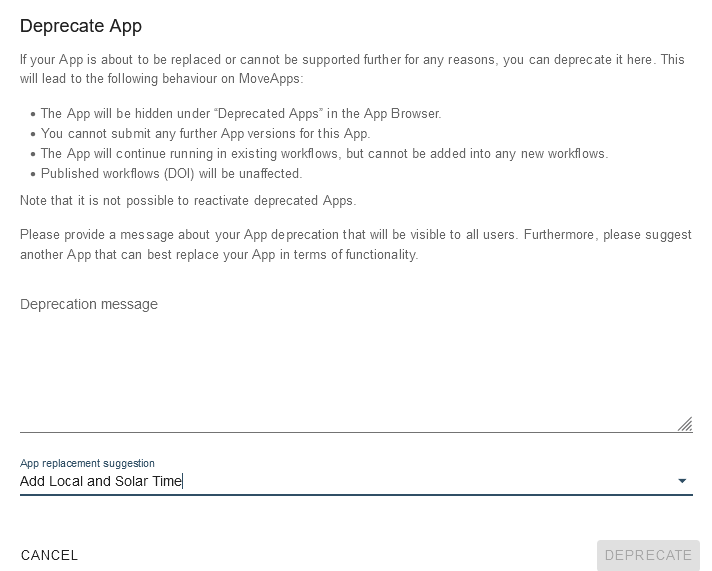 Deprecate App
If your App is about to be replaced or cannot be supported further for any reasons, you can deprecate it here. This
will lead to the following behaviour on MoveApps:
• The App will be hidden under “Deprecated Apps” in the App Browser.
• You cannot submit any further App versions for this App.
• The App will continue running in existing workflows, but cannot be added into any new workflows.
• Published workflows (DOI) will be unaffected.
Note that it is not possible to reactivate deprecated Apps.
Please provide a message about your App deprecation that will be visible to all users. Furthermore, please suggest
another App that can best replace your App in terms of functionality.
Deprecation message
App replacement suggestion
Add Local and Solar Time
CANCEL
DEPRECATE